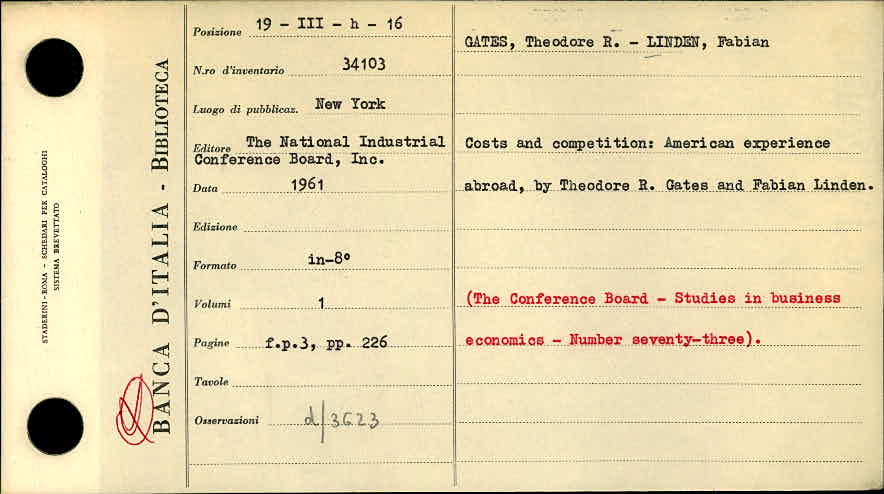 STADERINI-ROMA - SCHEDARI PER CATALOGHI
SISTEMA BREVETTATO
BANCA D'ITALIA - BIBLIOTECA
Posizione 19 - III - h - 16
N.ro d'inventario 34103
Luogo di pubblicaz. New York
Editore The National Industrial
Conference Board, Inc.
Data 1961
Edizione
Formato in-8°
Volumi 1
Pagine f.p.3, pp. 226
Tavole
Osservazioni d/3623
GATES, Theodore R. - LINDEN, Fabian
Costs and competition: American experience
abroad, by Theodore R. Gates and Fabian Linden.
(The Conference Board - Studies in business
economics - Number seventy-three).